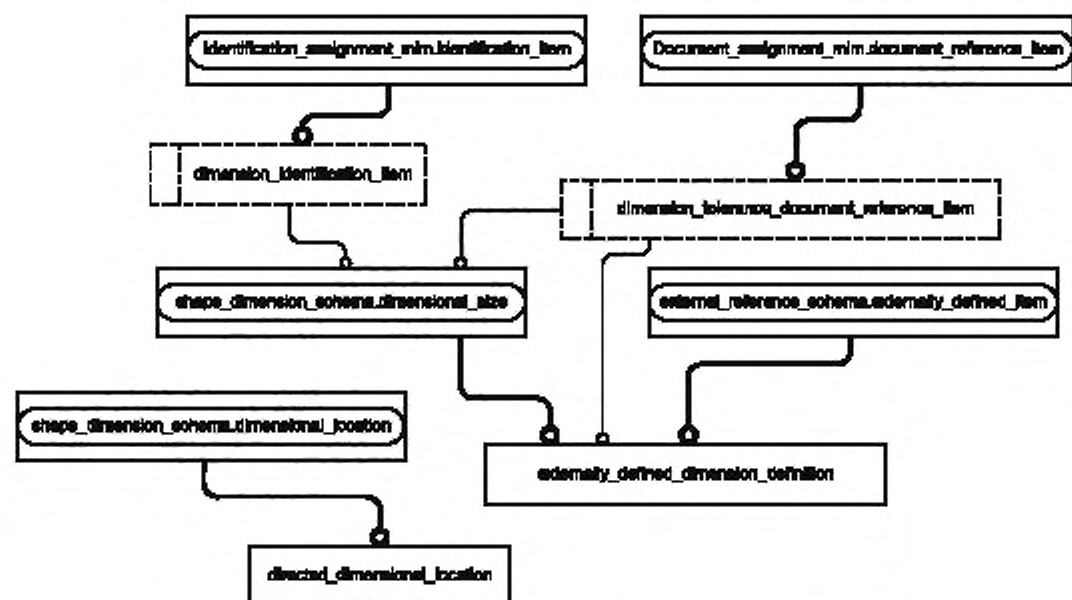 Identification_assignment_mim.identification_item
Document_assignment_mim.document_reference_item
dimension_identification_item
dimension_tolerance_document_reference_item
shape_dimension_schema.dimensional_size
external_reference_schema.externally_defined_item
shape_dimension_schema.dimensional_location
externally_defined_dimension_definition
directed_dimensional_location